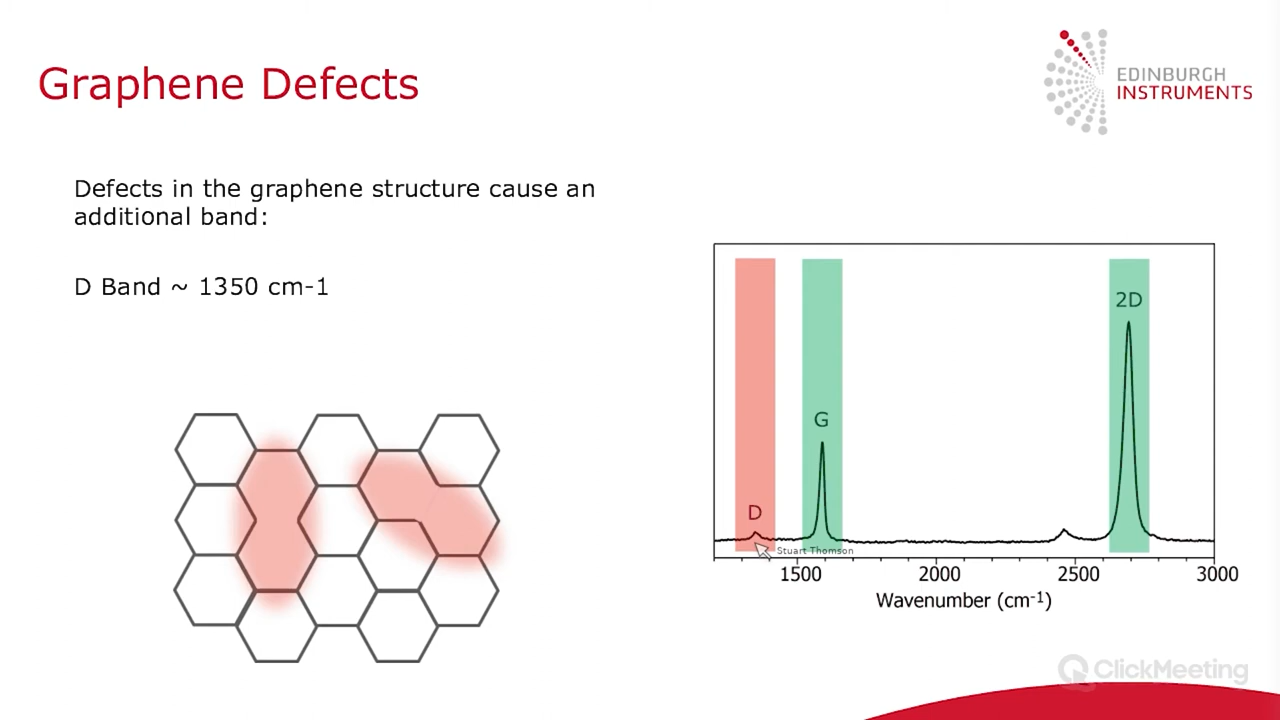 Graphene Defects
EDINBURGH
INSTRUMENTS
Defects in the graphene structure cause an
additional band:
D Band ~ 1350 cm-1
2D
G
D
Stuart Thomson
1500 2000 2500 3000
Wavenumber (cm⁻¹)
ClickMeeting